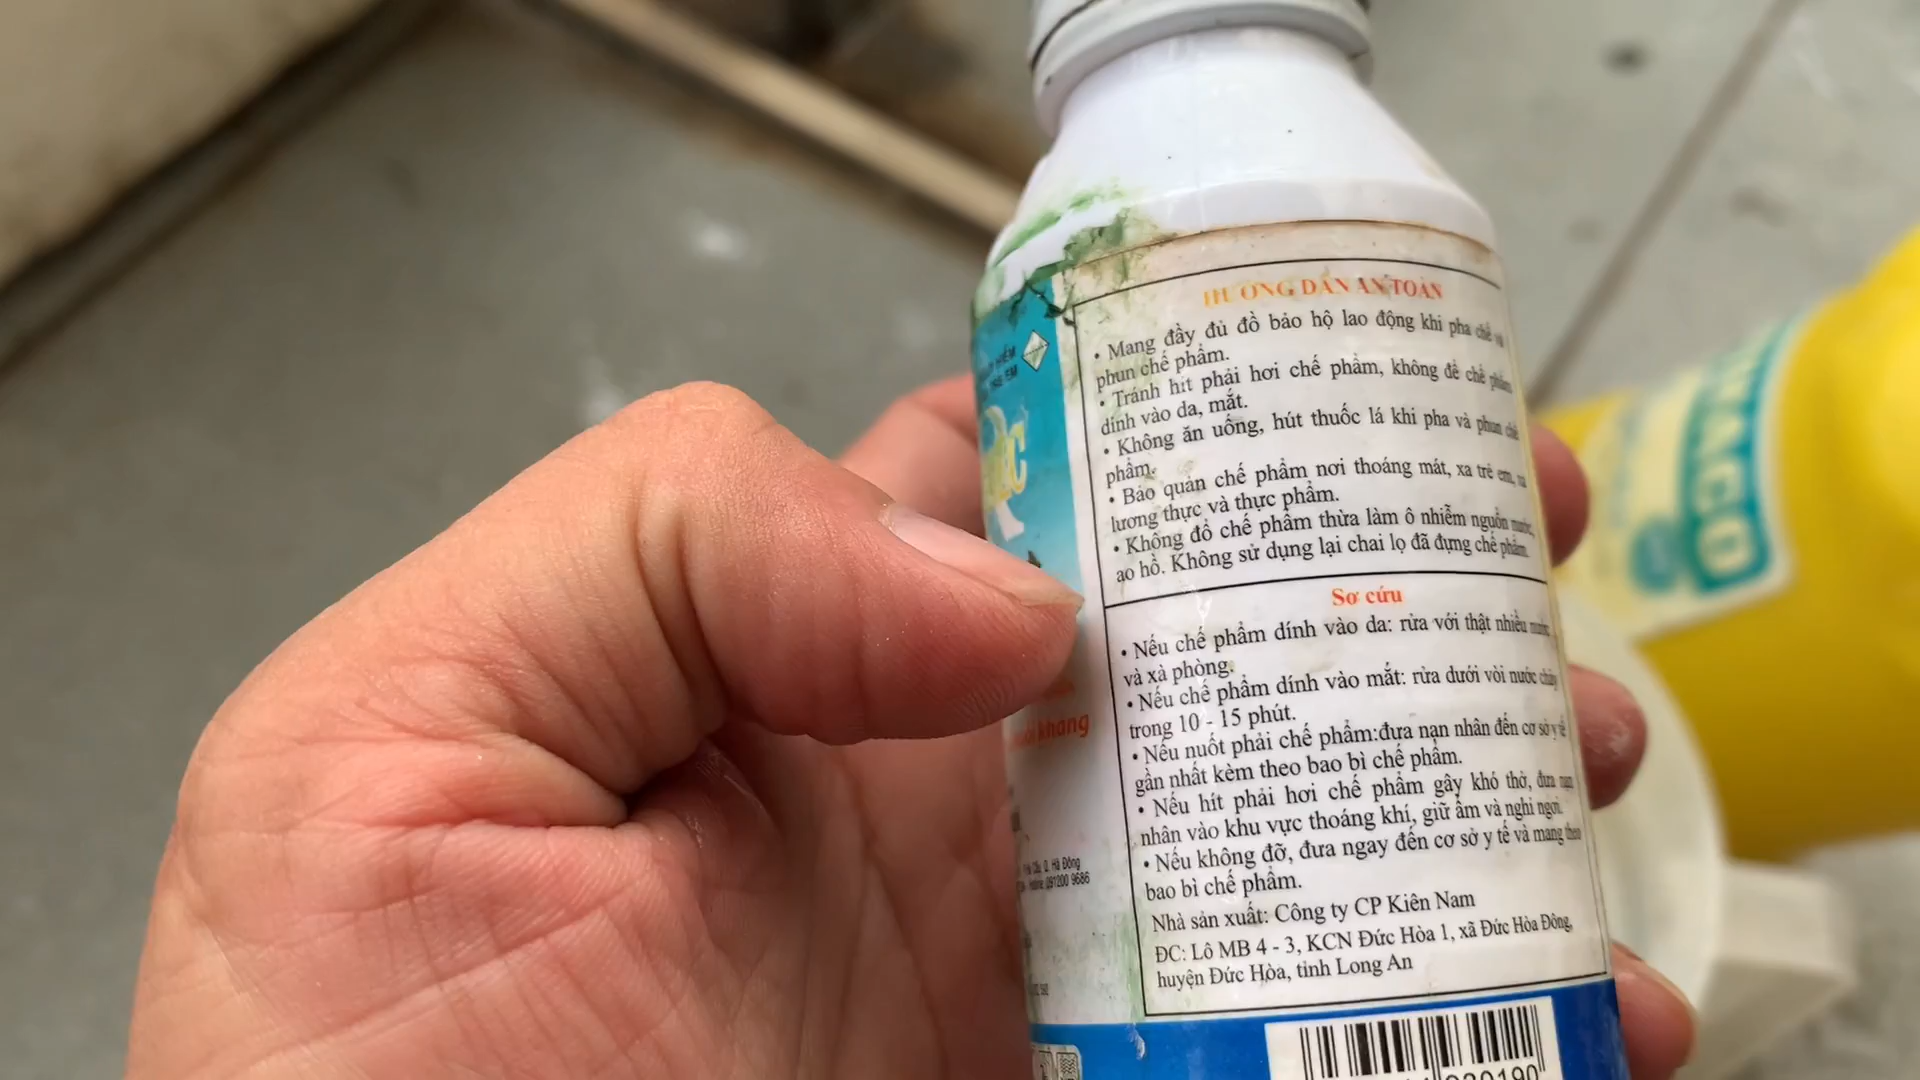 HƯỚNG DẪN AN TOÀN
• Mang đầy đủ đồ bảo hộ lao động khi pha chế và
phun chế phẩm.
• Tránh hít phải hơi chế phẩm, không để chế phẩm
dính vào da, mắt.
• Không ăn uống, hút thuốc lá khi pha và phun chế
phẩm.
• Bảo quản chế phẩm nơi thoáng mát, xa trẻ em, xa
lương thực và thực phẩm.
• Không đổ chế phẩm thừa làm ô nhiễm nguồn nước,
ao hồ. Không sử dụng lại chai lọ đã đựng chế phẩm.
Sơ cứu
• Nếu chế phẩm dính vào da: rửa với thật nhiều nước
và xà phòng.
• Nếu chế phẩm dính vào mắt: rửa dưới vòi nước chảy
trong 10 - 15 phút.
• Nếu nuốt phải chế phẩm:đưa nạn nhân đến cơ sở y tế
gần nhất kèm theo bao bì chế phẩm.
• Nếu hít phải hơi chế phẩm gây khó thở, đưa nạn
nhân vào khu vực thoáng khí, giữ ấm và nghỉ ngơi.
• Nếu không đỡ, đưa ngay đến cơ sở y tế và mang theo
bao bì chế phẩm.
Nhà sản xuất: Công ty CP Kiên Nam
ĐC: Lô MB 4 - 3, KCN Đức Hòa 1, xã Đức Hòa Đông,
huyện Đức Hòa, tỉnh Long An
khang
Q. Hà Đông
Hotline: 091200 9686
030190